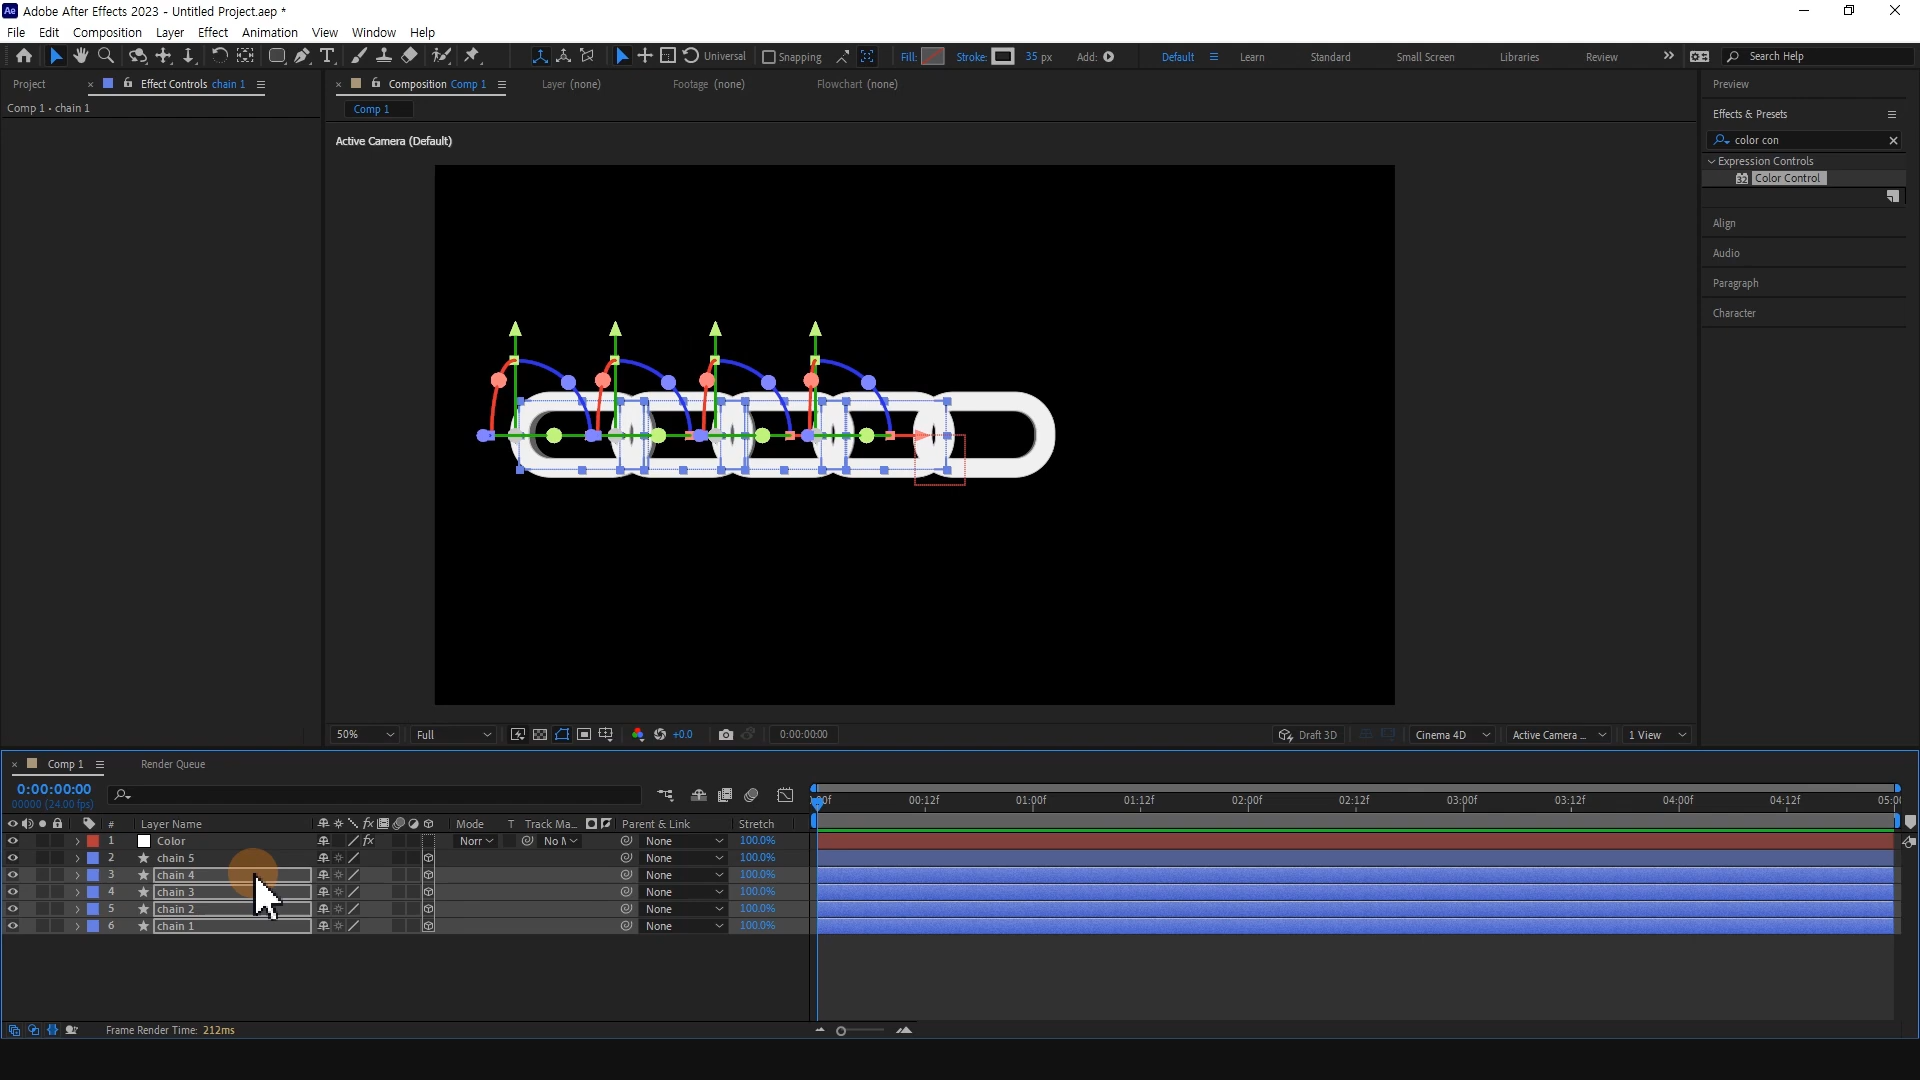 Ae Adobe After Effects 2023 - Untitled Project.aep *
File Edit Composition Layer Effect Animation View Window Help
Universal Snapping Fill: Stroke: 35 px Add: Default Learn Standard Small Screen Libraries Review Search Help
Project Effect Controls chain 1 Composition Comp 1 Layer (none) Footage (none) Flowchart (none) Preview
Comp 1 • chain 1
Comp 1
Effects & Presets
Active Camera (Default)
color con
Expression Controls
32 Color Control
Align
Audio
Paragraph
Character
50% Full +0.0 0:00:00:00 Draft 3D Cinema 4D Active Camera ... 1 View
Comp 1 Render Queue
0:00:00:00
00000 (24.00 fps)
:00f 00:12f 01:00f 01:12f 02:00f 02:12f 03:00f 03:12f 04:00f 04:12f 05:0
# Layer Name fx Mode T Track Ma... Parent & Link Stretch
1 Color fx Norr No M None 100.0%
2 chain 5 None 100.0%
3 chain 4 None 100.0%
4 chain 3 None 100.0%
5 chain 2 None 100.0%
6 chain 1 None 100.0%
Frame Render Time: 212ms